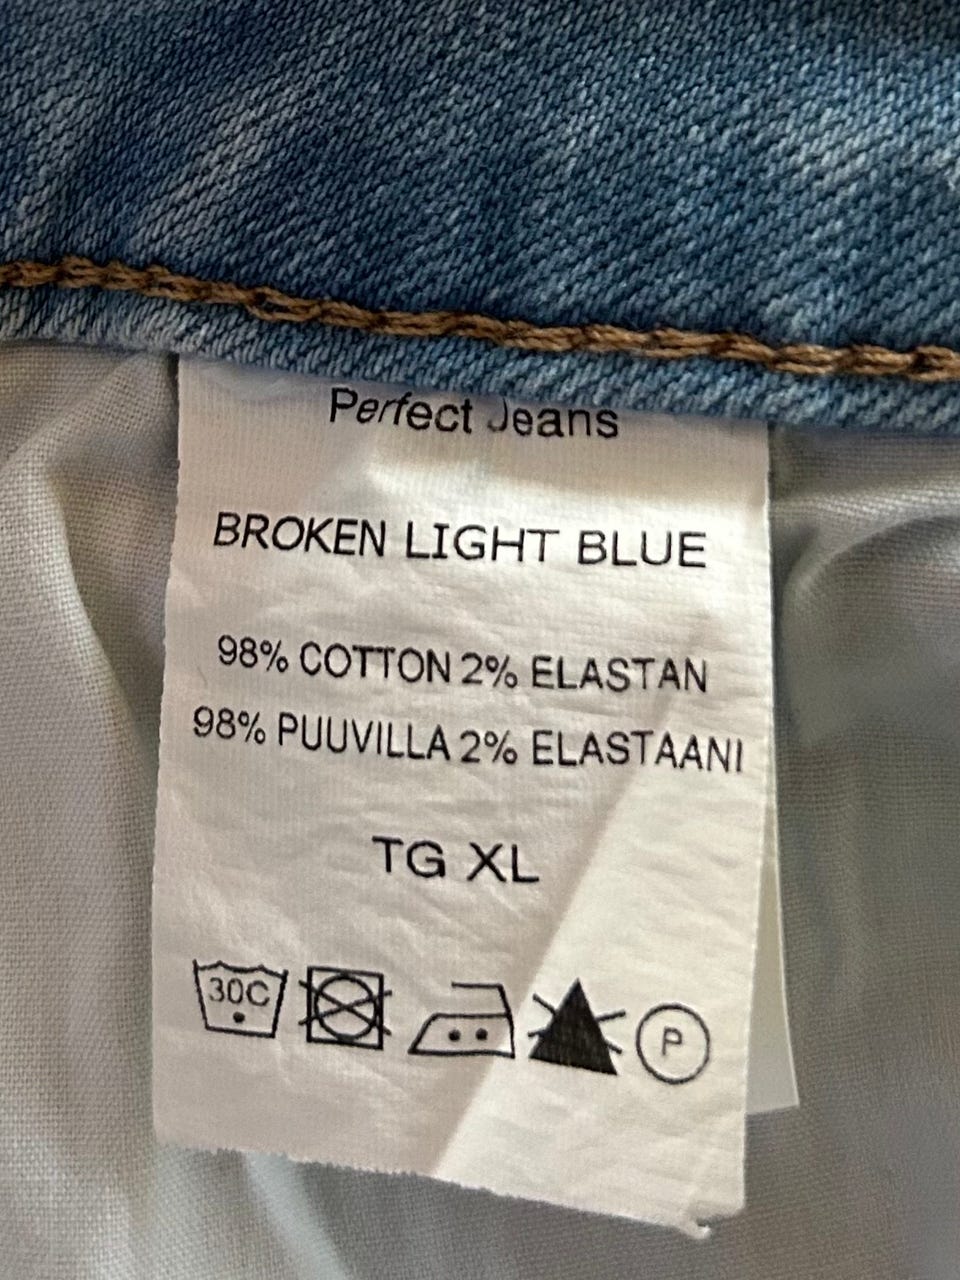 Perfect Jeans
BROKEN LIGHT BLUE
98% COTTON 2% ELASTAN
98% PUUVILLA 2% ELASTAANI
TG XL
30C P